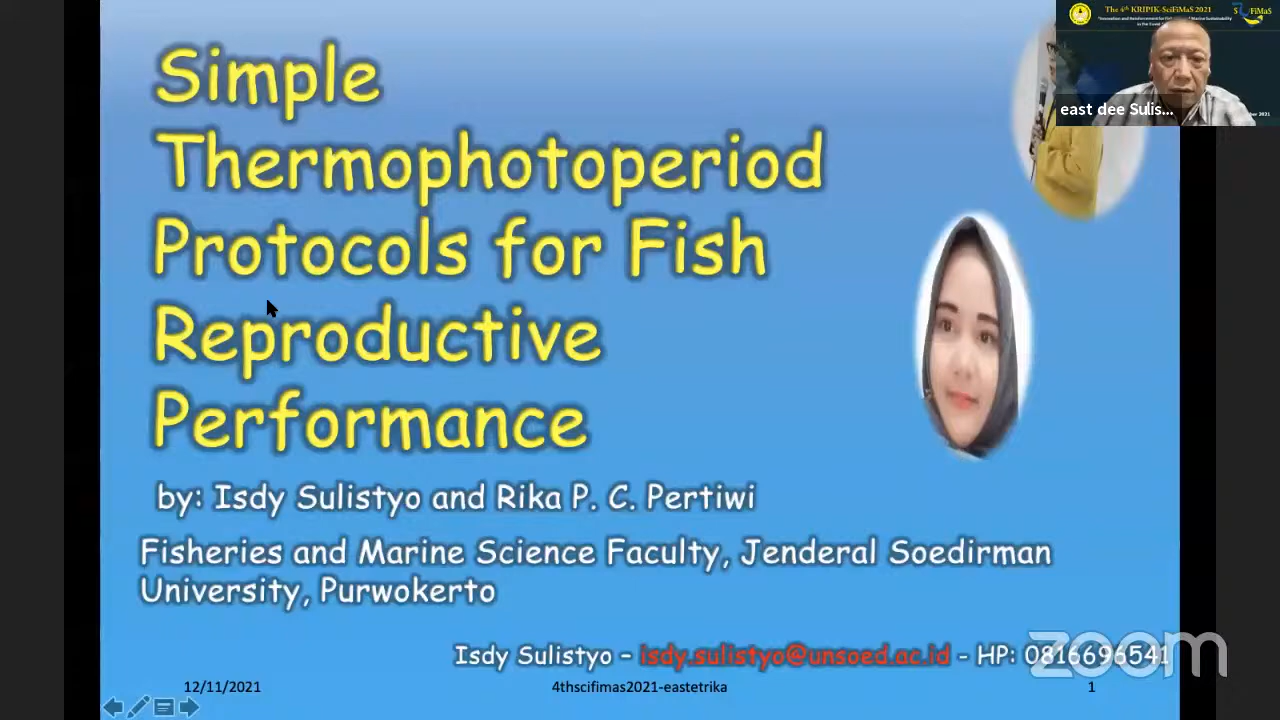 The 4th KRIPIK-SciFiMaS 2021
east dee Sulis...
Simple
Thermophotoperiod
Protocols for Fish
Reproductive
Performance
by: Isdy Sulistyo and Rika P. C. Pertiwi
Fisheries and Marine Science Faculty, Jenderal Soedirman
University, Purwokerto
Isdy Sulistyo – isdy.sulistyo@unsoed.ac.id - HP: 0816696541
zoom
12/11/2021
4thscifimas2021-eastetrika
1